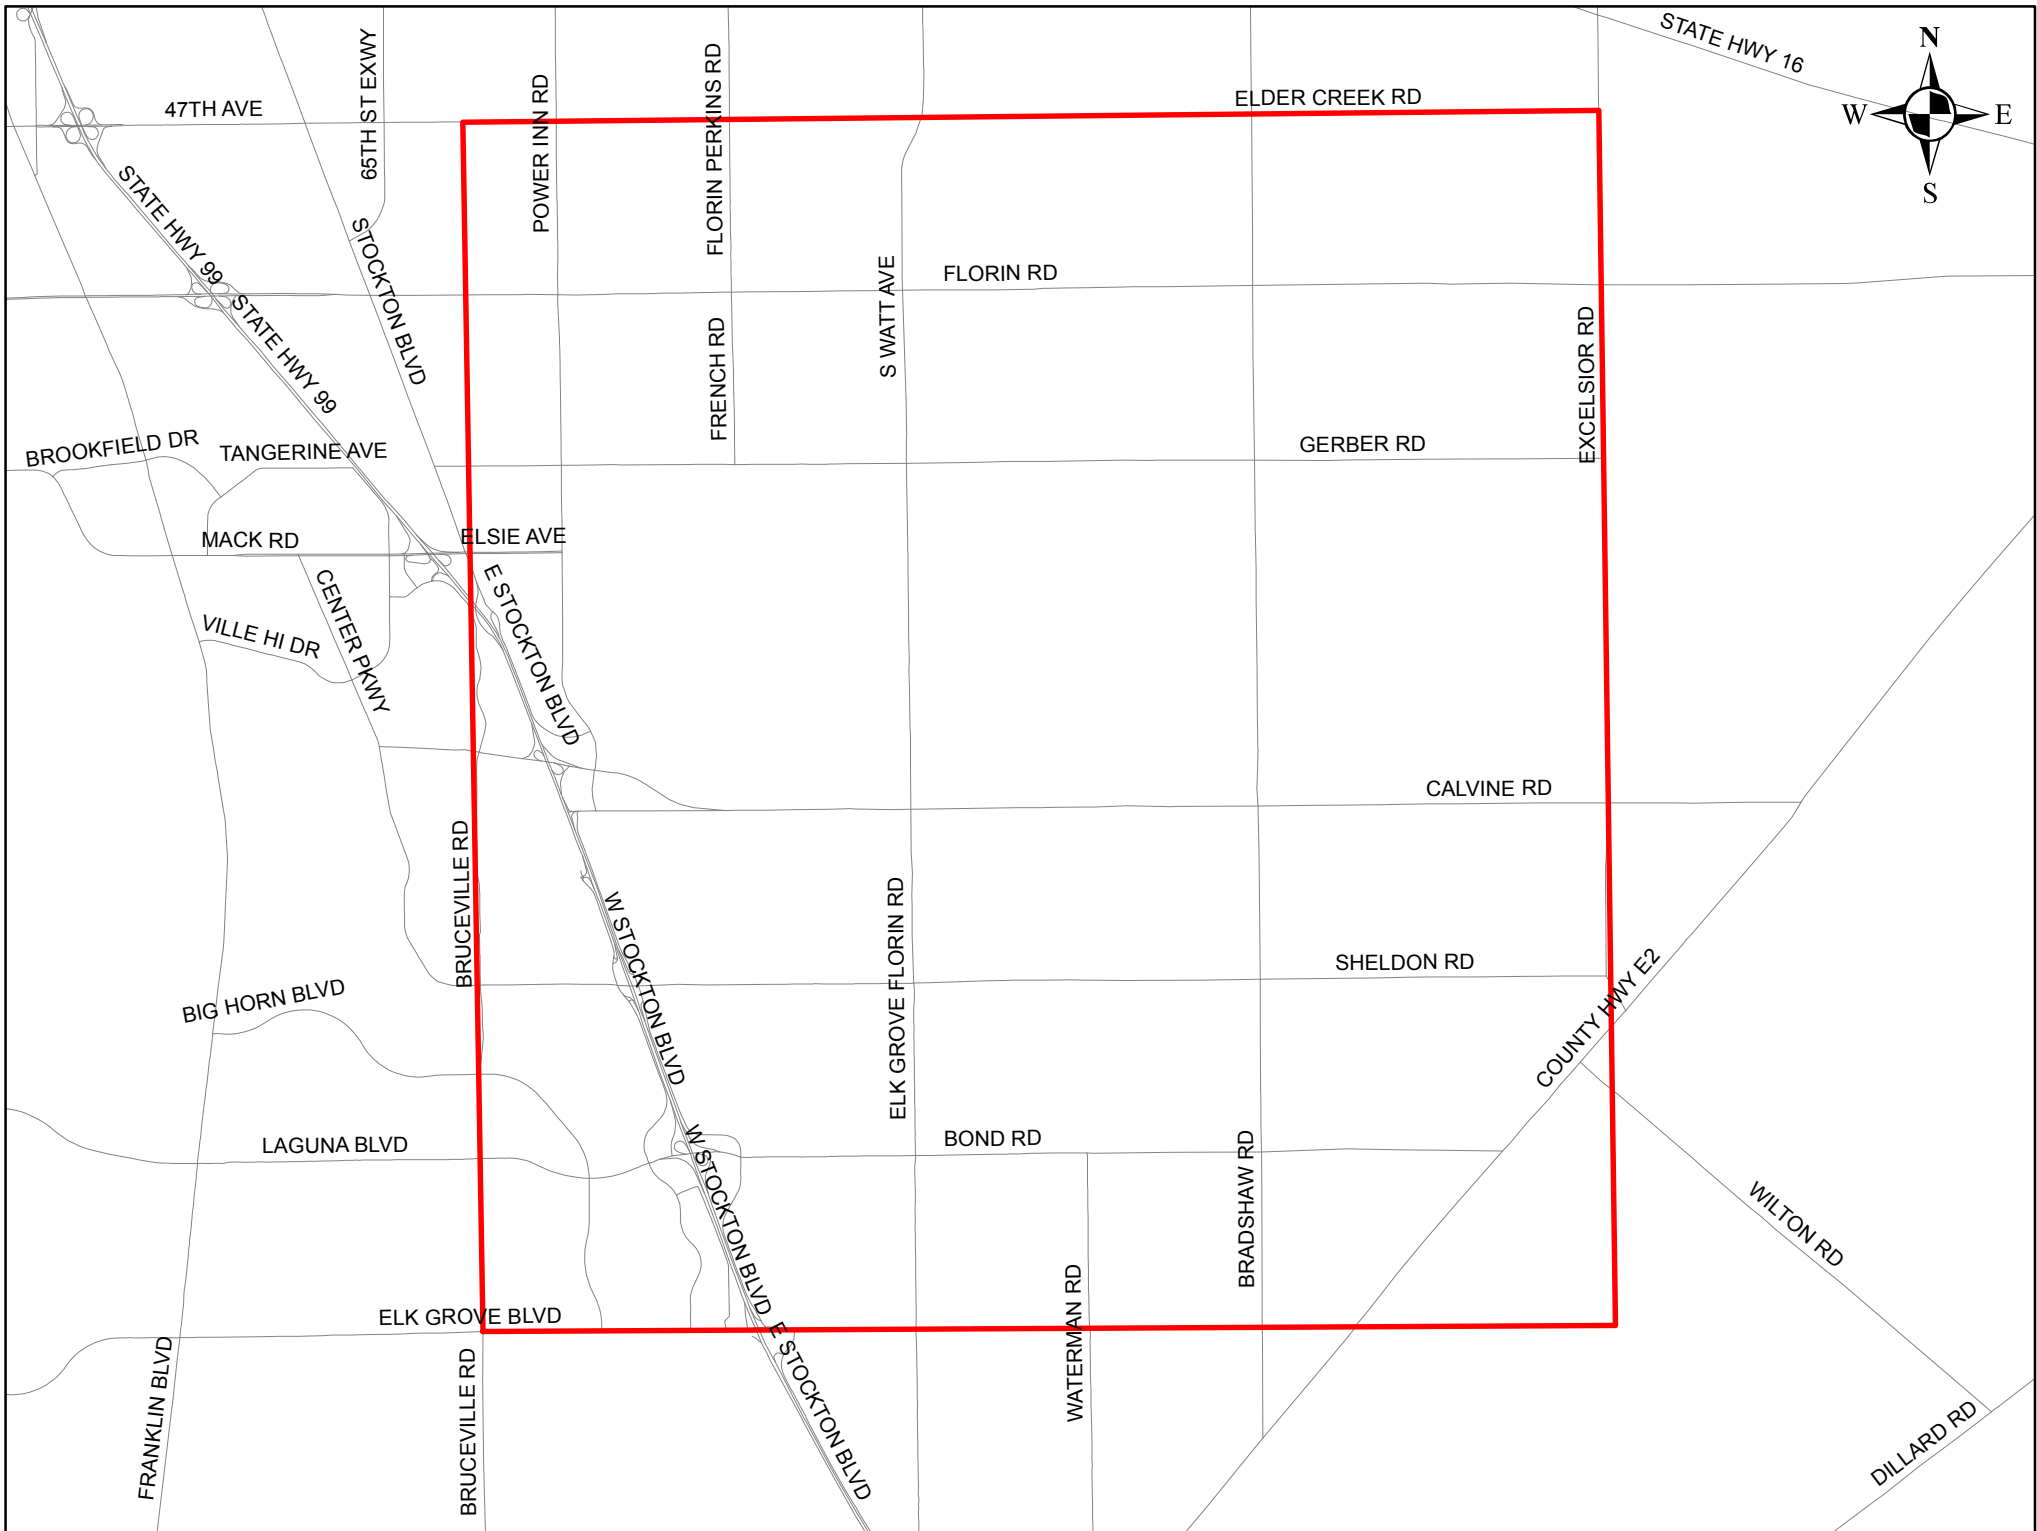 STATE HWY 16
N
W
E
S
47TH AVE
65TH ST EXWY
POWER INN RD
FLORIN PERKINS RD
ELDER CREEK RD
STATE HWY 99
STATE HWY 99
STOCKTON BLVD
FLORIN RD
S WATT AVE
FRENCH RD
EXCELSIOR RD
BROOKFIELD DR
TANGERINE AVE
GERBER RD
MACK RD
ELSIE AVE
CENTER PKWY
VILLE HI DR
E STOCKTON BLVD
CALVINE RD
BRUCEVILLE RD
W STOCKTON BLVD
ELK GROVE FLORIN RD
SHELDON RD
COUNTY HWY E2
BIG HORN BLVD
LAGUNA BLVD
W STOCKTON BLVD
BOND RD
BRADSHAW RD
WILTON RD
WATERMAN RD
ELK GROVE BLVD
FRANKLIN BLVD
BRUCEVILLE RD
E STOCKTON BLVD
DILLARD RD